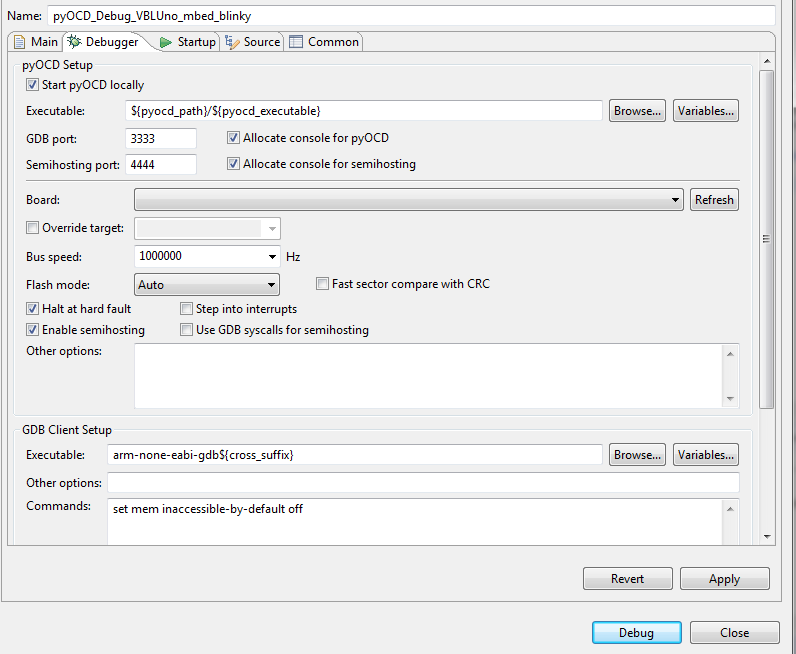 Name: pyOCD_Debug_VBLUno_mbed_blinky
Main Debugger Startup Source Common
pyOCD Setup
Start pyOCD locally
Executable: ${pyocd_path}/${pyocd_executable} Browse... Variables...
GDB port: 3333 Allocate console for pyOCD
Semihosting port: 4444 Allocate console for semihosting
Board: Refresh
Override target:
Bus speed: 1000000 Hz
Flash mode: Auto Fast sector compare with CRC
Halt at hard fault Step into interrupts
Enable semihosting Use GDB syscalls for semihosting
Other options:
GDB Client Setup
Executable: arm-none-eabi-gdb${cross_suffix} Browse... Variables...
Other options:
Commands: set mem inaccessible-by-default off
Revert Apply
Debug Close